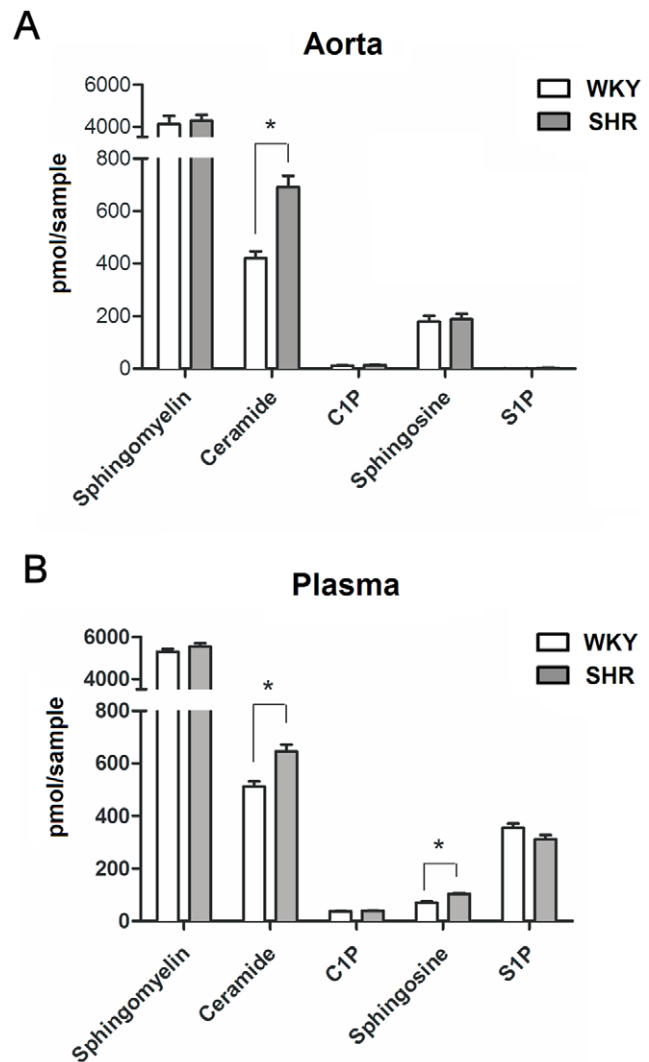 A
Aorta
WKY
SHR
pmol/sample
6000
4000
800
600
400
200
0
*
Sphingomyelin
Ceramide
C1P
Sphingosine
S1P
B
Plasma
WKY
SHR
pmol/sample
6000
4000
800
600
400
200
0
*
*
Sphingomyelin
Ceramide
C1P
Sphingosine
S1P